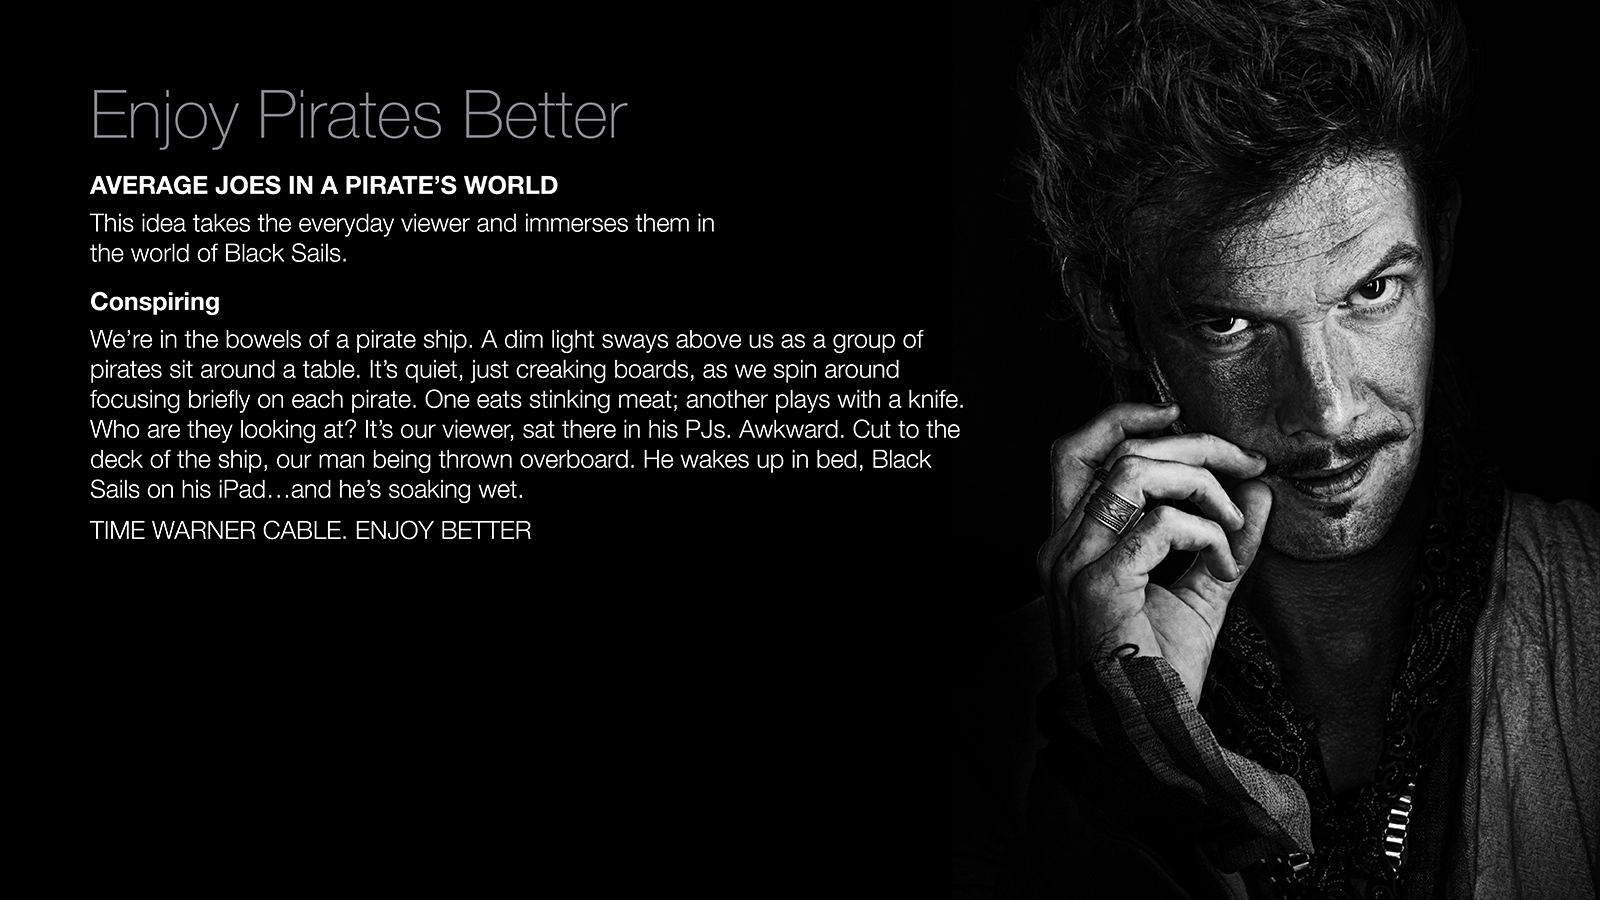 Enjoy Pirates Better
AVERAGE JOES IN A PIRATE’S WORLD
This idea takes the everyday viewer and immerses them in
the world of Black Sails.
Conspiring
We’re in the bowels of a pirate ship. A dim light sways above us as a group of
pirates sit around a table. It’s quiet, just creaking boards, as we spin around
focusing briefly on each pirate. One eats stinking meat; another plays with a knife.
Who are they looking at? It’s our viewer, sat there in his PJs. Awkward. Cut to the
deck of the ship, our man being thrown overboard. He wakes up in bed, Black
Sails on his iPad…and he’s soaking wet.
TIME WARNER CABLE. ENJOY BETTER